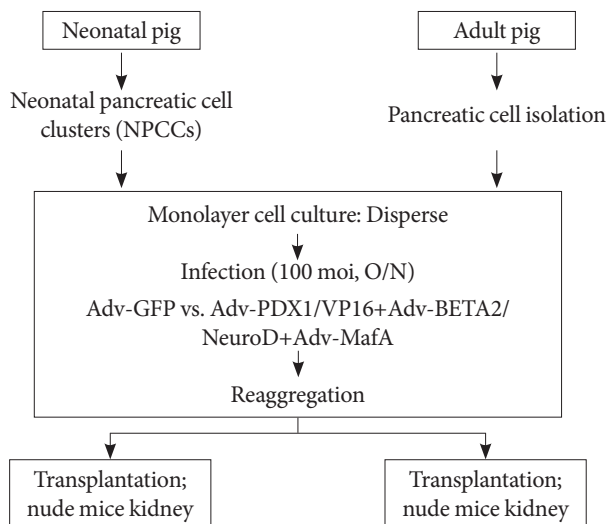 Neonatal pig
Adult pig
Neonatal pancreatic cell
clusters (NPCCs)
Pancreatic cell isolation
Monolayer cell culture: Disperse
Infection (100 moi, O/N)
Adv-GFP vs. Adv-PDX1/VP16+Adv-BETA2/
NeuroD+Adv-MafA
Reaggregation
Transplantation;
nude mice kidney
Transplantation;
nude mice kidney